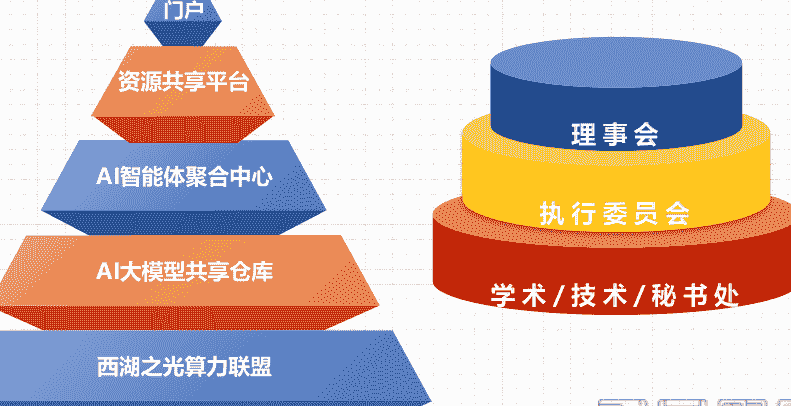 门户
资源共享平台
AI智能体聚合中心
AI大模型共享仓库
西湖之光算力联盟
理事会
执行委员会
学术/技术/秘书处